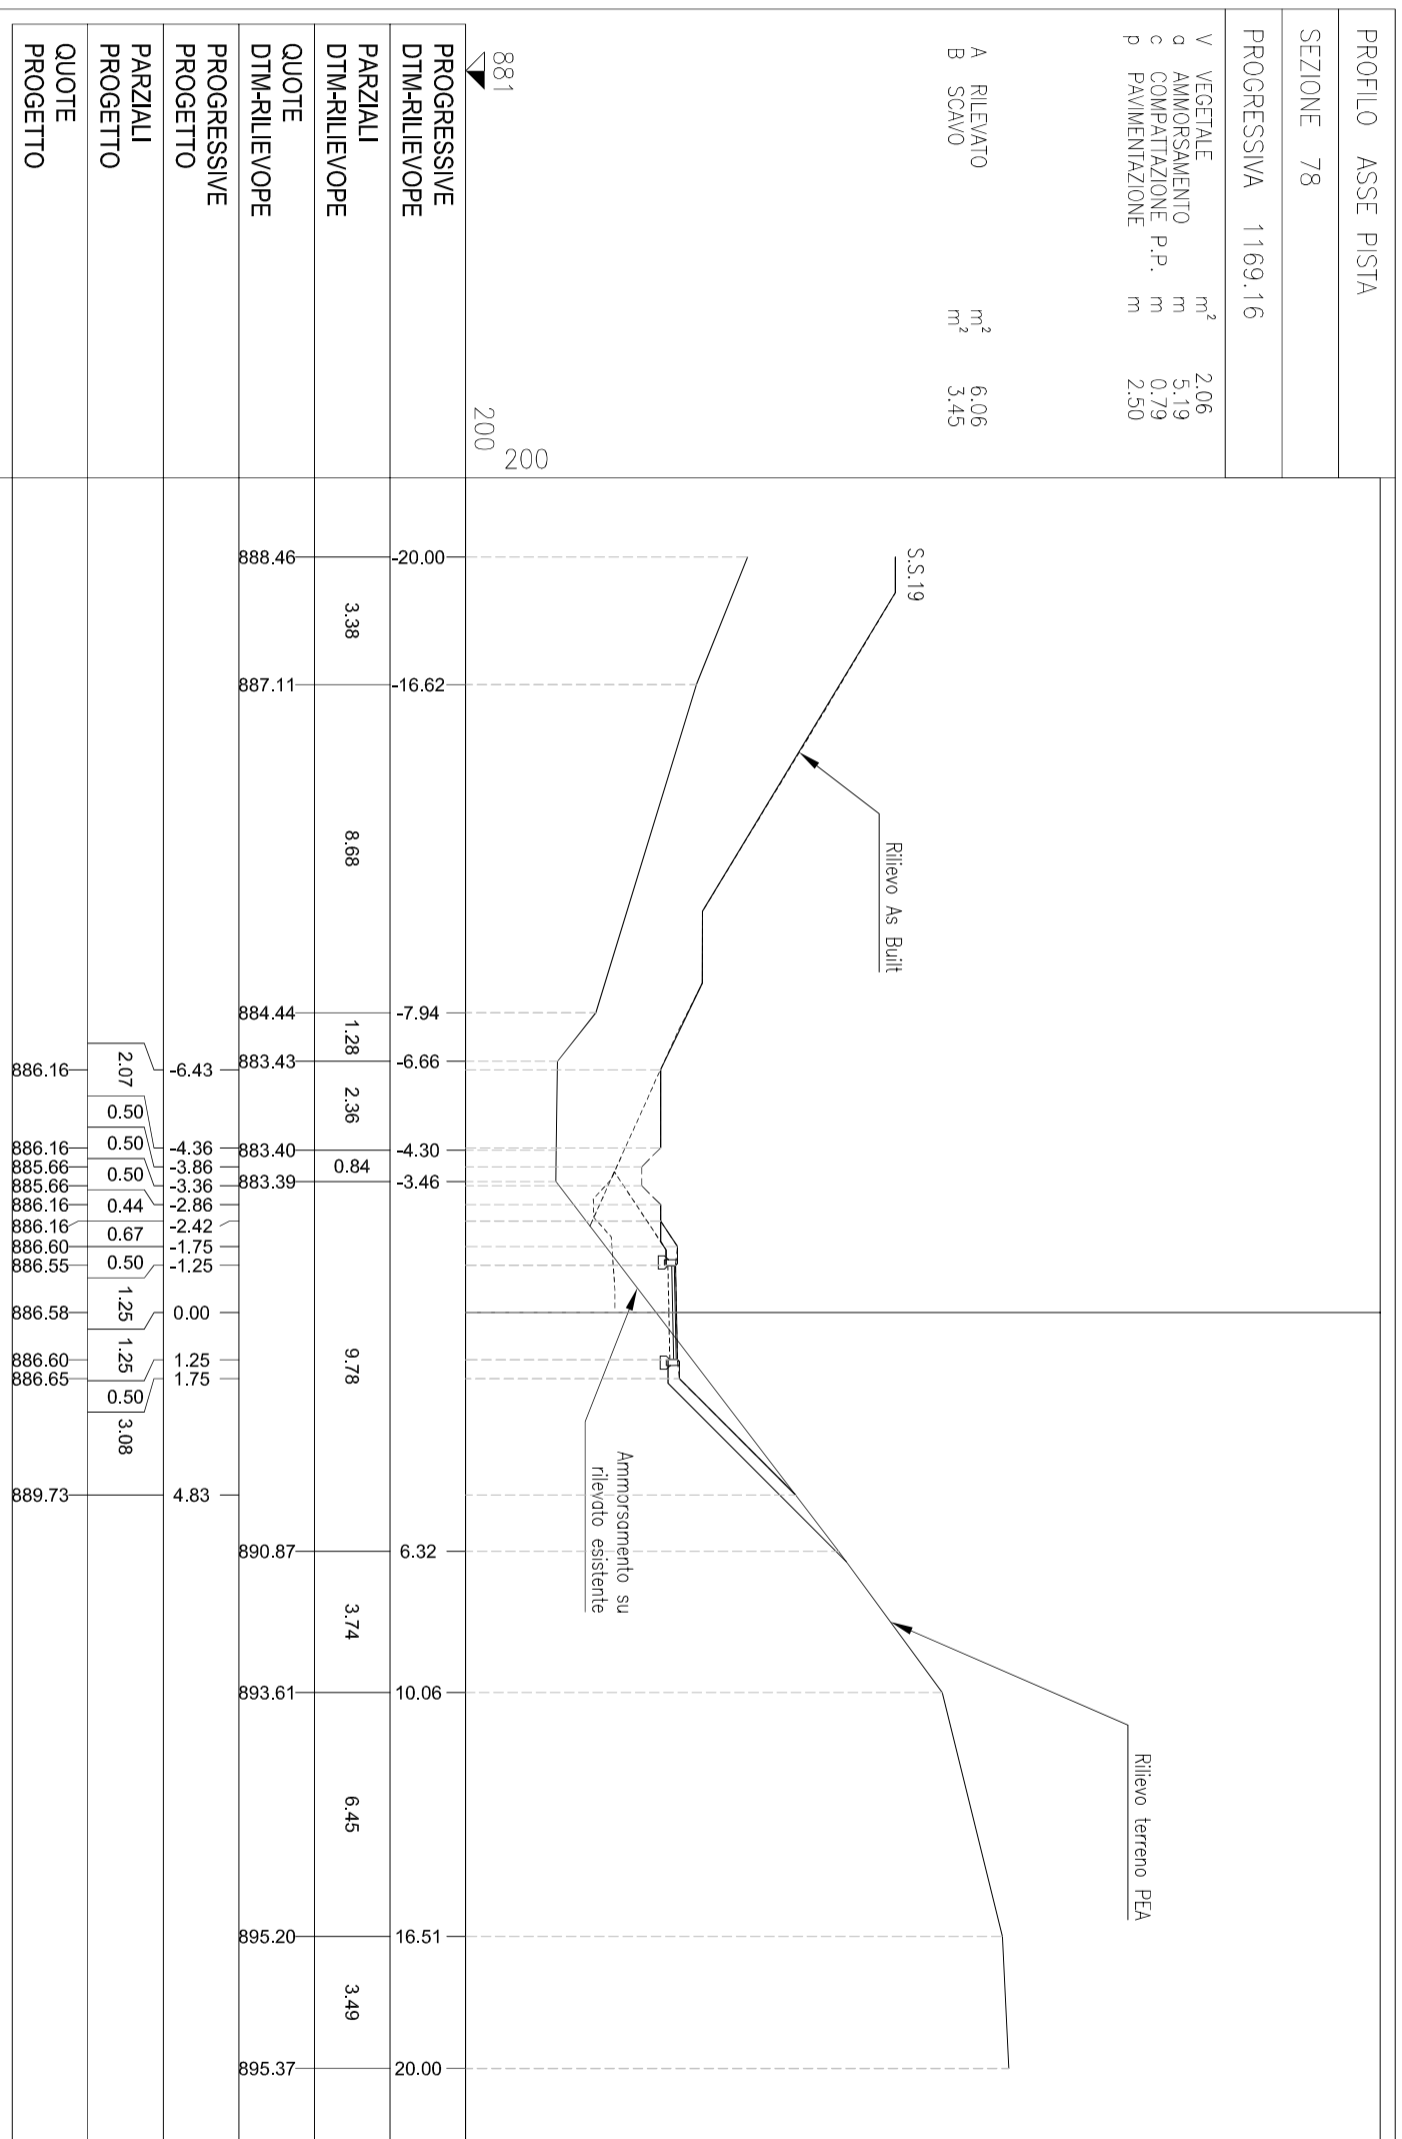 PROFILO ASSE PISTA
SEZIONE 78
PROGRESSIVA 1169.16
V VEGETALE m² 2.06
a AMMORSAMENTO m 5.19
c COMPATTAZIONE P.P. m 0.79
p PAVIMENTAZIONE m 2.50
A RILEVATO m² 6.06
B SCAVO m² 3.45
S.S.19
Rilievo As Built
Ammorsamento su
rilevato esistente
Rilievo terreno PEA
200
200
881
PROGRESSIVE
DTM-RILIEVOPE
-20.00 -16.62 -7.94 -6.66 -4.30 -3.46 6.32 10.06 16.51 20.00
PARZIALI
DTM-RILIEVOPE
3.38 8.68 1.28 2.36 0.84 9.78 3.74 6.45 3.49
QUOTE
DTM-RILIEVOPE
888.46 887.11 884.44 883.43 883.40 883.39 890.87 893.61 895.20 895.37
PROGRESSIVE
PROGETTO
-6.43 -4.36 -3.86 -3.36 -2.86 -2.42 -1.75 -1.25 0.00 1.25 1.75 4.83
PARZIALI
PROGETTO
2.07 0.50 0.50 0.50 0.44 0.67 0.50 1.25 1.25 0.50 3.08
QUOTE
PROGETTO
886.16 886.16 885.66 885.66 886.16 886.16 886.60 886.55 886.58 886.60 886.65 889.73